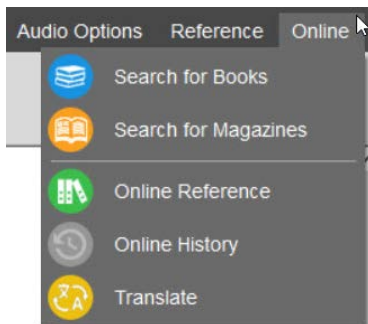 Audio Options Reference Online
Search for Books
Search for Magazines
Online Reference
Online History
Translate